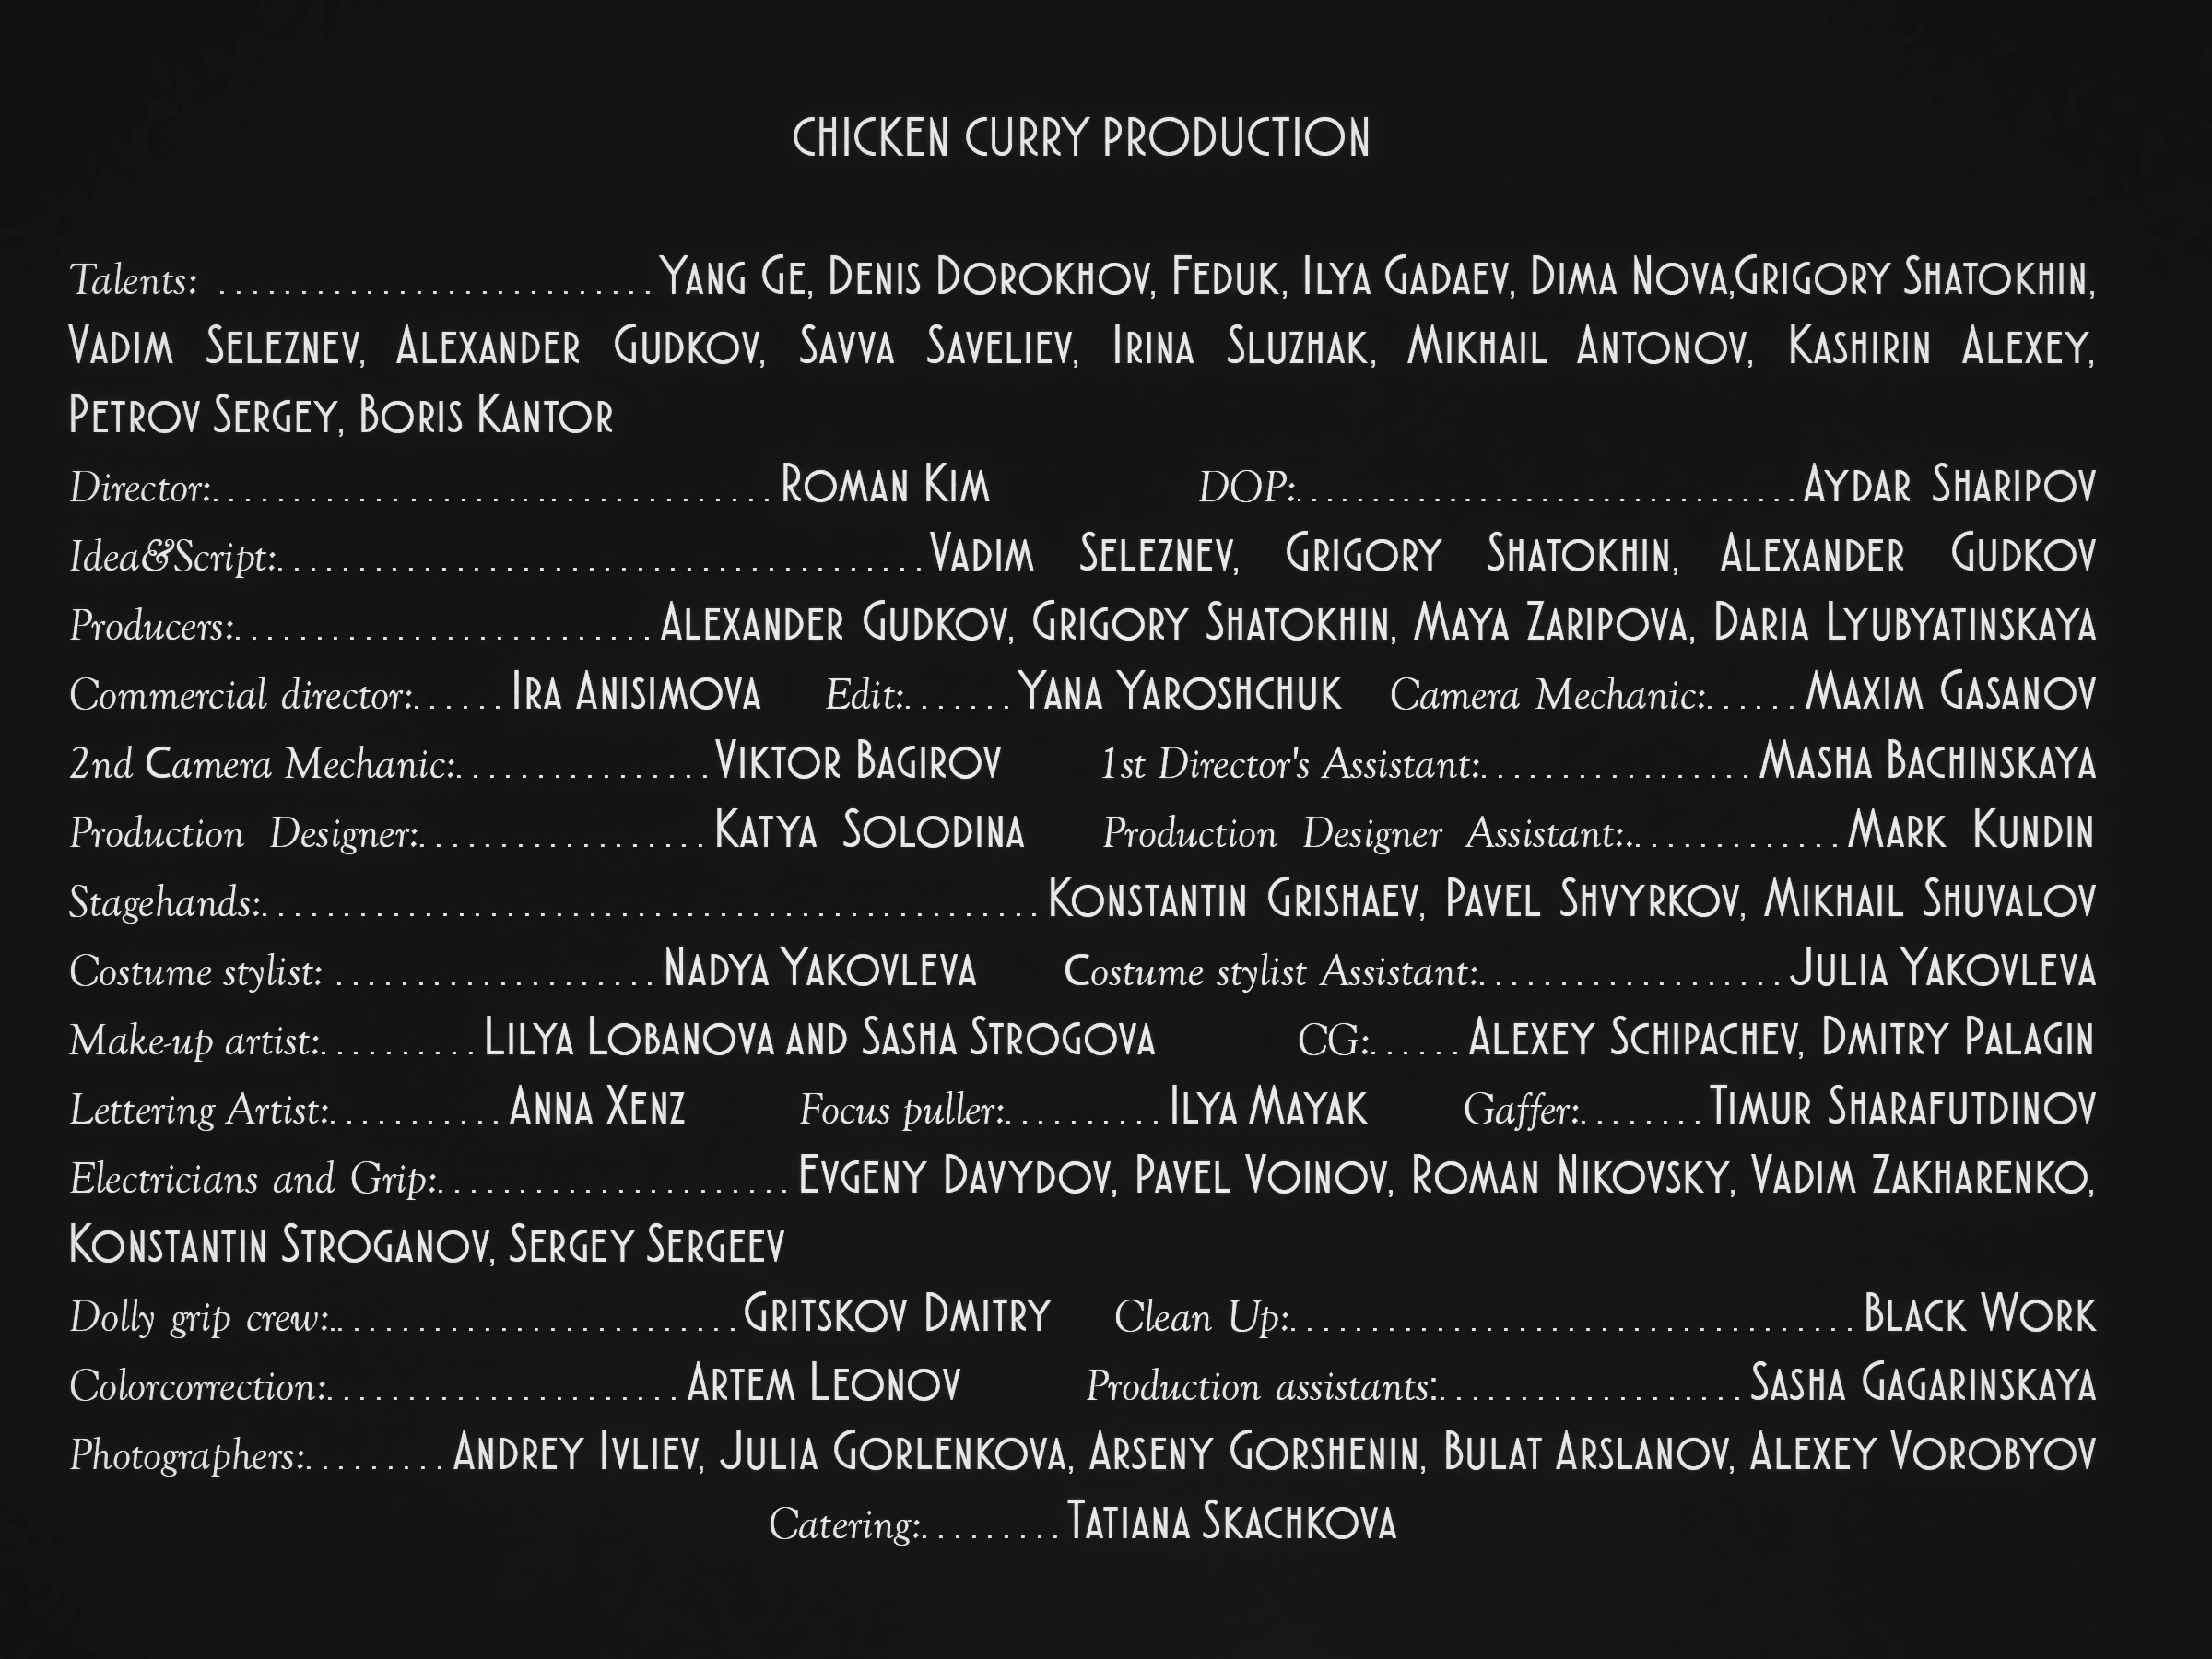 CHICKEN CURRY PRODUCTION
Talents: ...........................YANG GE, DENIS DOROKHOV, FEDUK, ILYA GADAEV, DIMA NOVA,GRIGORY SHATOKHIN,
VADIM SELEZNEV, ALEXANDER GUDKOV, SAVVA SAVELIEV, IRINA SLUZHAK, MIKHAIL ANTONOV, KASHIRIN ALEXEY,
PETROV SERGEY, BORIS KANTOR
Director:...................................ROMAN KIM DOP:...............................AYDAR SHARIPOV
Idea&Script:........................................VADIM SELEZNEV, GRIGORY SHATOKHIN, ALEXANDER GUDKOV
Producers:..........................ALEXANDER GUDKOV, GRIGORY SHATOKHIN, MAYA ZARIPOVA, DARIA LYUBYATINSKAYA
Commercial director:......IRA ANISIMOVA Edit:.......YANA YAROSHCHUK Camera Mechanic:......MAXIM GASANOV
2nd Camera Mechanic:................VIKTOR BAGIROV 1st Director's Assistant:.................MASHA BACHINSKAYA
Production Designer:..................KATYA SOLODINA Production Designer Assistant:..............MARK KUNDIN
Stagehands:................................................KONSTANTIN GRISHAEV, PAVEL SHVYRKOV, MIKHAIL SHUVALOV
Costume stylist: ....................NADYA YAKOVLEVA Costume stylist Assistant:...................JULIA YAKOVLEVA
Make-up artist:..........LILYA LOBANOVA AND SASHA STROGOVA CG:......ALEXEY SCHIPACHEV, DMITRY PALAGIN
Lettering Artist:...........ANNA XENZ Focus puller:..........ILYA MAYAK Gaffer:........TIMUR SHARAFUTDINOV
Electricians and Grip:......................EVGENY DAVYDOV, PAVEL VOINOV, ROMAN NIKOVSKY, VADIM ZAKHARENKO,
KONSTANTIN STROGANOV, SERGEY SERGEEV
Dolly grip crew:..........................GRITSKOV DMITRY Clean Up:...................................BLACK WORK
Colorcorrection:......................ARTEM LEONOV Production assistants:...................SASHA GAGARINSKAYA
Photographers:.........ANDREY IVLIEV, JULIA GORLENKOVA, ARSENY GORSHENIN, BULAT ARSLANOV, ALEXEY VOROBYOV
Catering:.........TATIANA SKACHKOVA